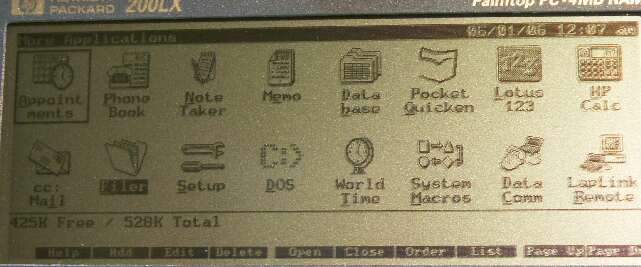 PACKARD 200LX
Palmtop PC 4MB RAM
More Applications 06/01/06 12:07 am
Appoint Phone Note Memo Data Pocket Lotus HP
ments Book Taker base Quicken 123 Calc
cc: Filer Setup DOS World System Data LapLink
Mail Time Macros Comm Remote
C:\
425K Free / 528K Total
Help Add Edit Delete Open Close Order List Page Up Page